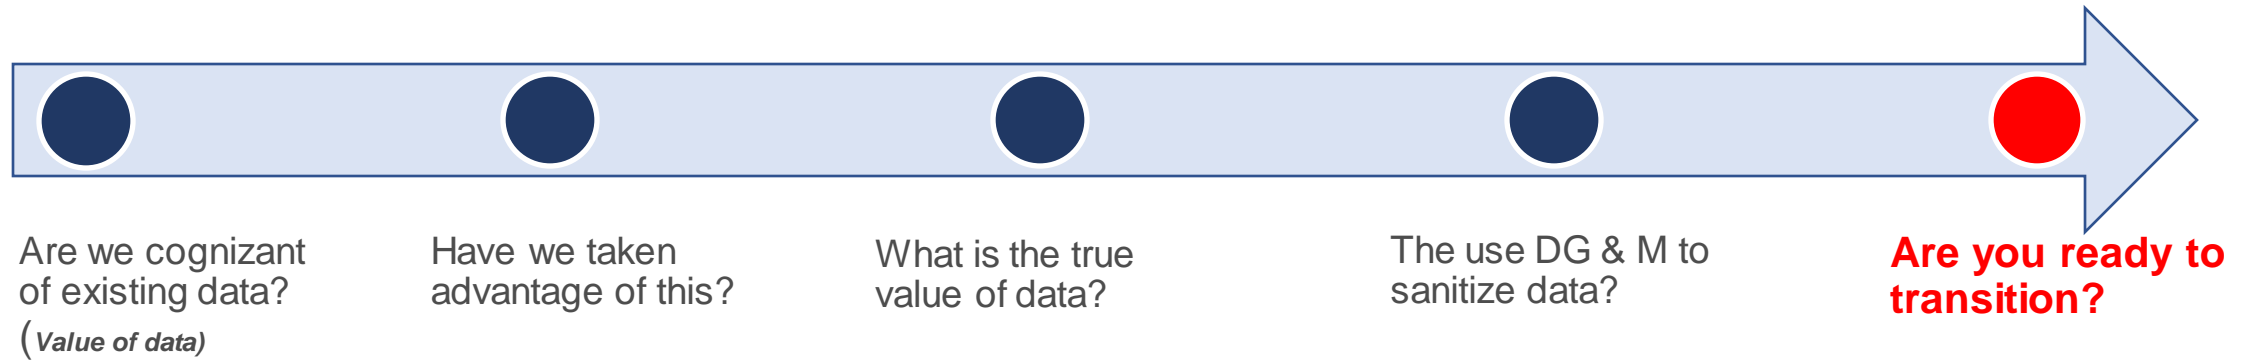 Are we cognizant
of existing data?
(Value of data)
Have we taken
advantage of this?
What is the true
value of data?
The use DG & M to
sanitize data?
Are you ready to
transition?